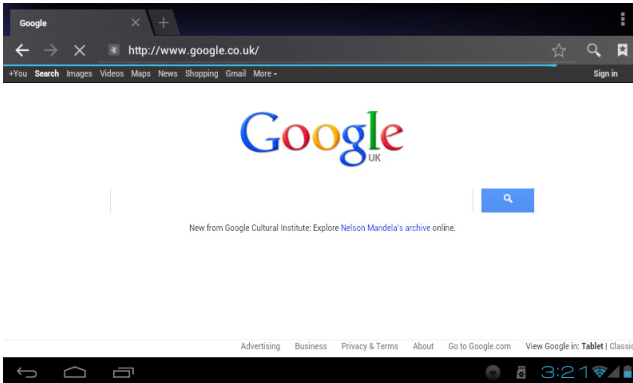 Google
http://www.google.co.uk/
+You Search Images Videos Maps News Shopping Gmail More
Sign in
Google
UK
New from Google Cultural Institute: Explore Nelson Mandela's archive online.
Advertising Business Privacy & Terms About Go to Google.com View Google in: Tablet | Classic
3:21